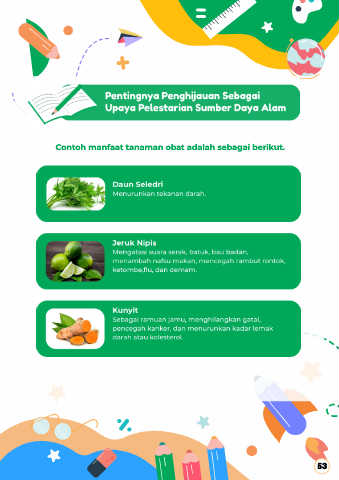 Pentingnya Penghijauan Sebagai
Upaya Pelestarian Sumber Daya Alam
Contoh manfaat tanaman obat adalah sebagai berikut.
Daun Seledri
Menurunkan tekanan darah.
Jeruk Nipis
Mengatasi suara serak, batuk, bau badan,
menambah nafsu makan, mencegah rambut rontok,
ketombe,flu, dan demam.
Kunyit
Sebagai ramuan jamu, menghilangkan gatal,
pencegah kanker, dan menurunkan kadar lemak
darah atau kolesterol.
53